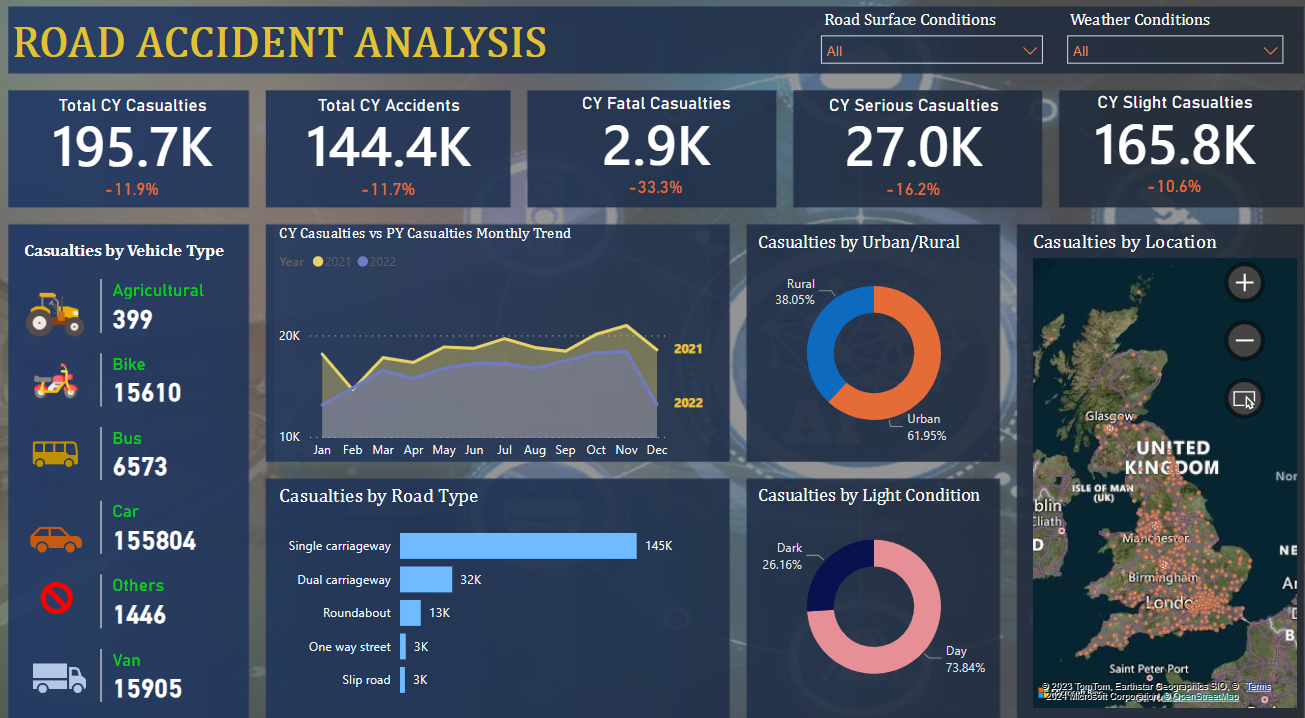 ROAD ACCIDENT ANALYSIS
Road Surface Conditions
All
Weather Conditions
All
Total CY Casualties
195.7K
-11.9%
Total CY Accidents
144.4K
-11.7%
CY Fatal Casualties
2.9K
-33.3%
CY Serious Casualties
27.0K
-16.2%
CY Slight Casualties
165.8K
-10.6%
Casualties by Vehicle Type
Agricultural
399
Bike
15610
Bus
6573
Car
155804
Others
1446
Van
15905
CY Casualties vs PY Casualties Monthly Trend
Year 2021 2022
20K
10K
2021
2022
Jan Feb Mar Apr May Jun Jul Aug Sep Oct Nov Dec
Casualties by Road Type
Single carriageway 145K
Dual carriageway 32K
Roundabout 13K
One way street 3K
Slip road 3K
Casualties by Urban/Rural
Rural
38.05%
Urban
61.95%
Casualties by Light Condition
Dark
26.16%
Day
73.84%
Casualties by Location
Glasgow
UNITED
KINGDOM
Nor
ISLE OF MAN
(UK)
blin
Cliath
D
Manchester
NE
Birmingham
Ar
London
B
Saint Peter Port
© 2023 TomTom, Earthstar Geographics SIO, © Terms
2024 Microsoft Corporation, © OpenStreetMap